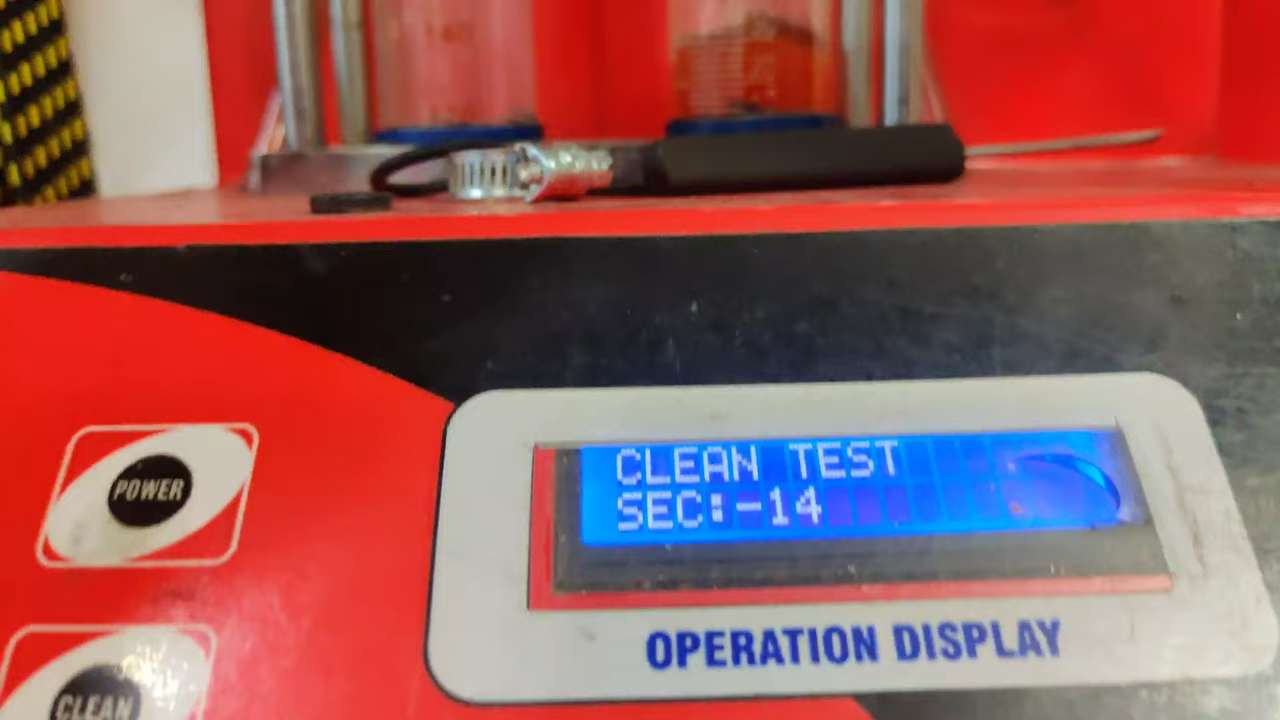 CLEAN TEST
SEC:-14
POWER
OPERATION DISPLAY
CLEAN